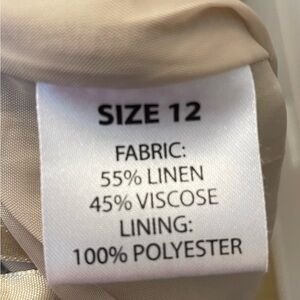 SIZE 12
FABRIC:
55% LINEN
45% VISCOSE
LINING:
100% POLYESTER